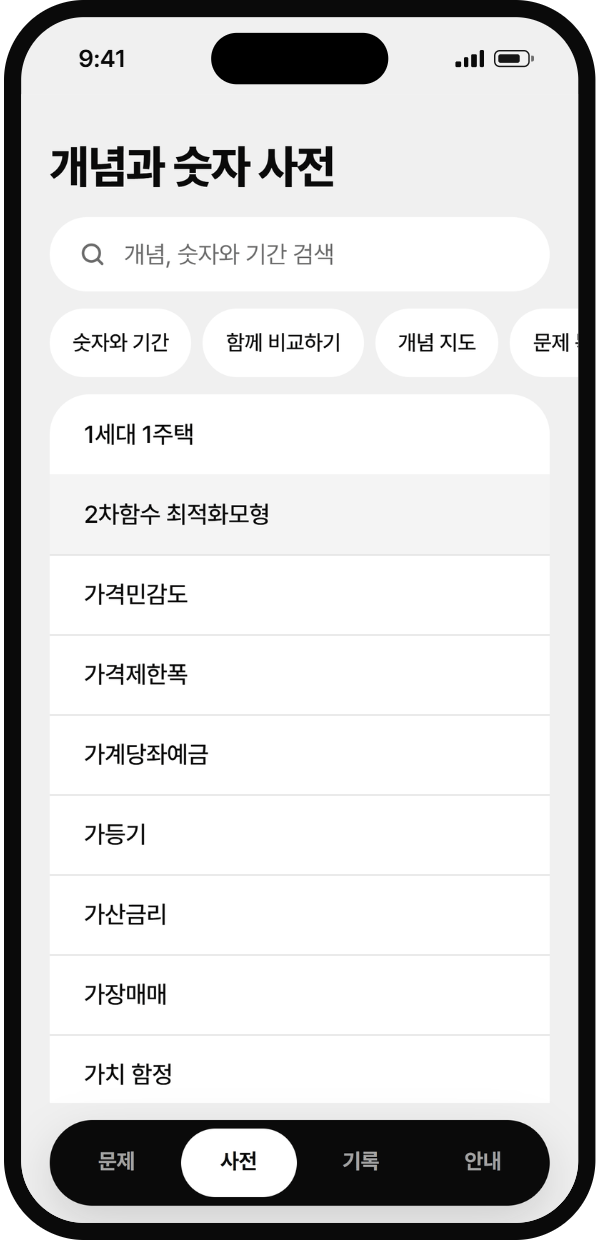 9:41
개념과 숫자 사전
개념, 숫자와 기간 검색
숫자와 기간 함께 비교하기 개념 지도 문제
1세대 1주택
2차함수 최적화모형
가격민감도
가격제한폭
가계당좌예금
가등기
가산금리
가장매매
가치 함정
문제 사전 기록 안내